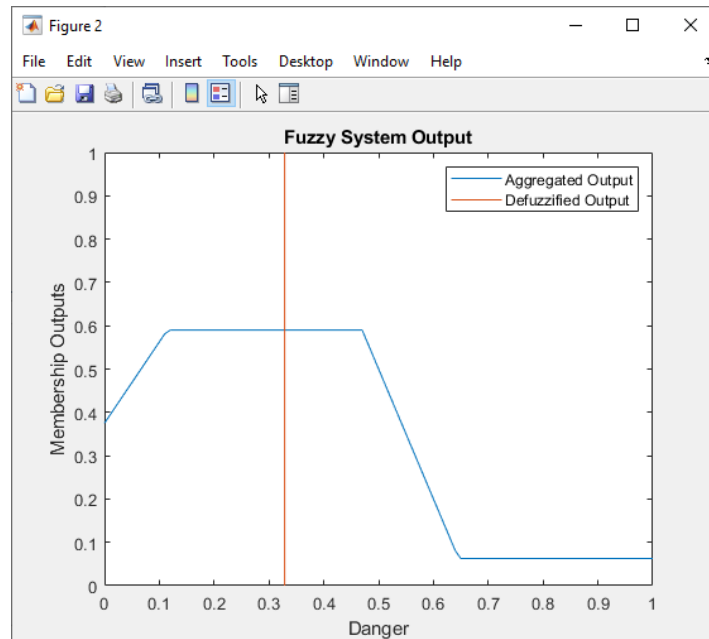 Figure 2
File Edit View Insert Tools Desktop Window Help
Fuzzy System Output
Aggregated Output
Defuzzified Output
Membership Outputs
1
0.9
0.8
0.7
0.6
0.5
0.4
0.3
0.2
0.1
0
0 0.1 0.2 0.3 0.4 0.5 0.6 0.7 0.8 0.9 1
Danger